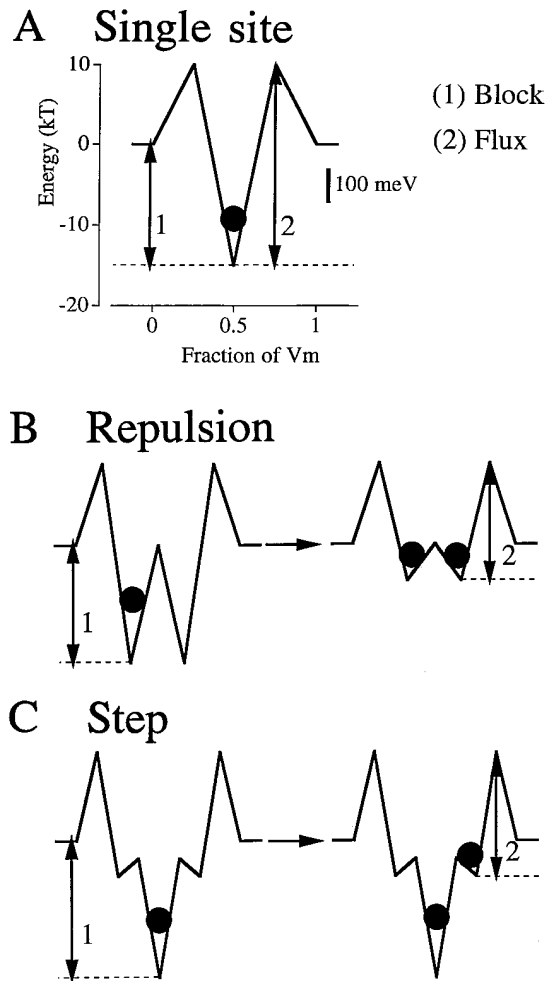 A Single site
10
0
-10
-20
Energy (kT)
1
2
(1) Block
(2) Flux
100 meV
0 0.5 1
Fraction of Vm
B Repulsion
1
2
C Step
1
2